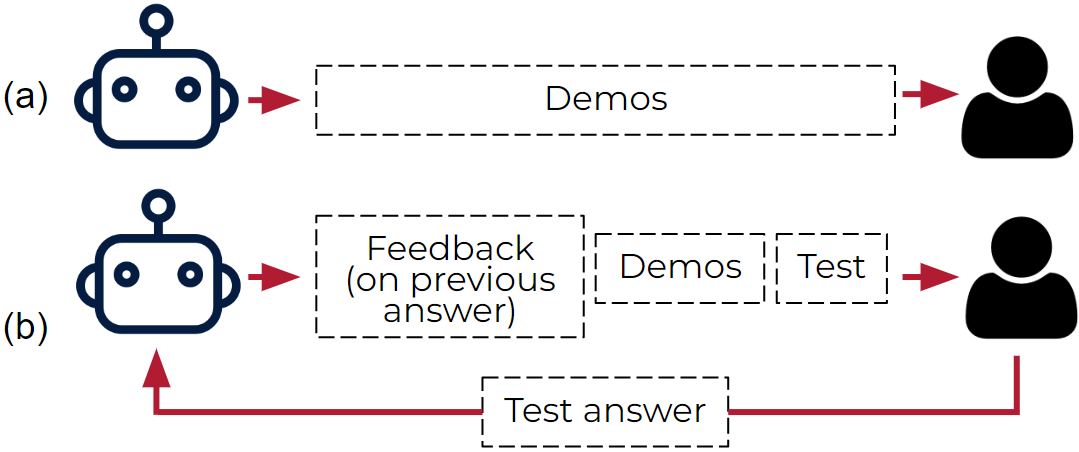 (a)
Demos
Feedback
(on previous
answer)
Demos
Test
(b)
Test answer